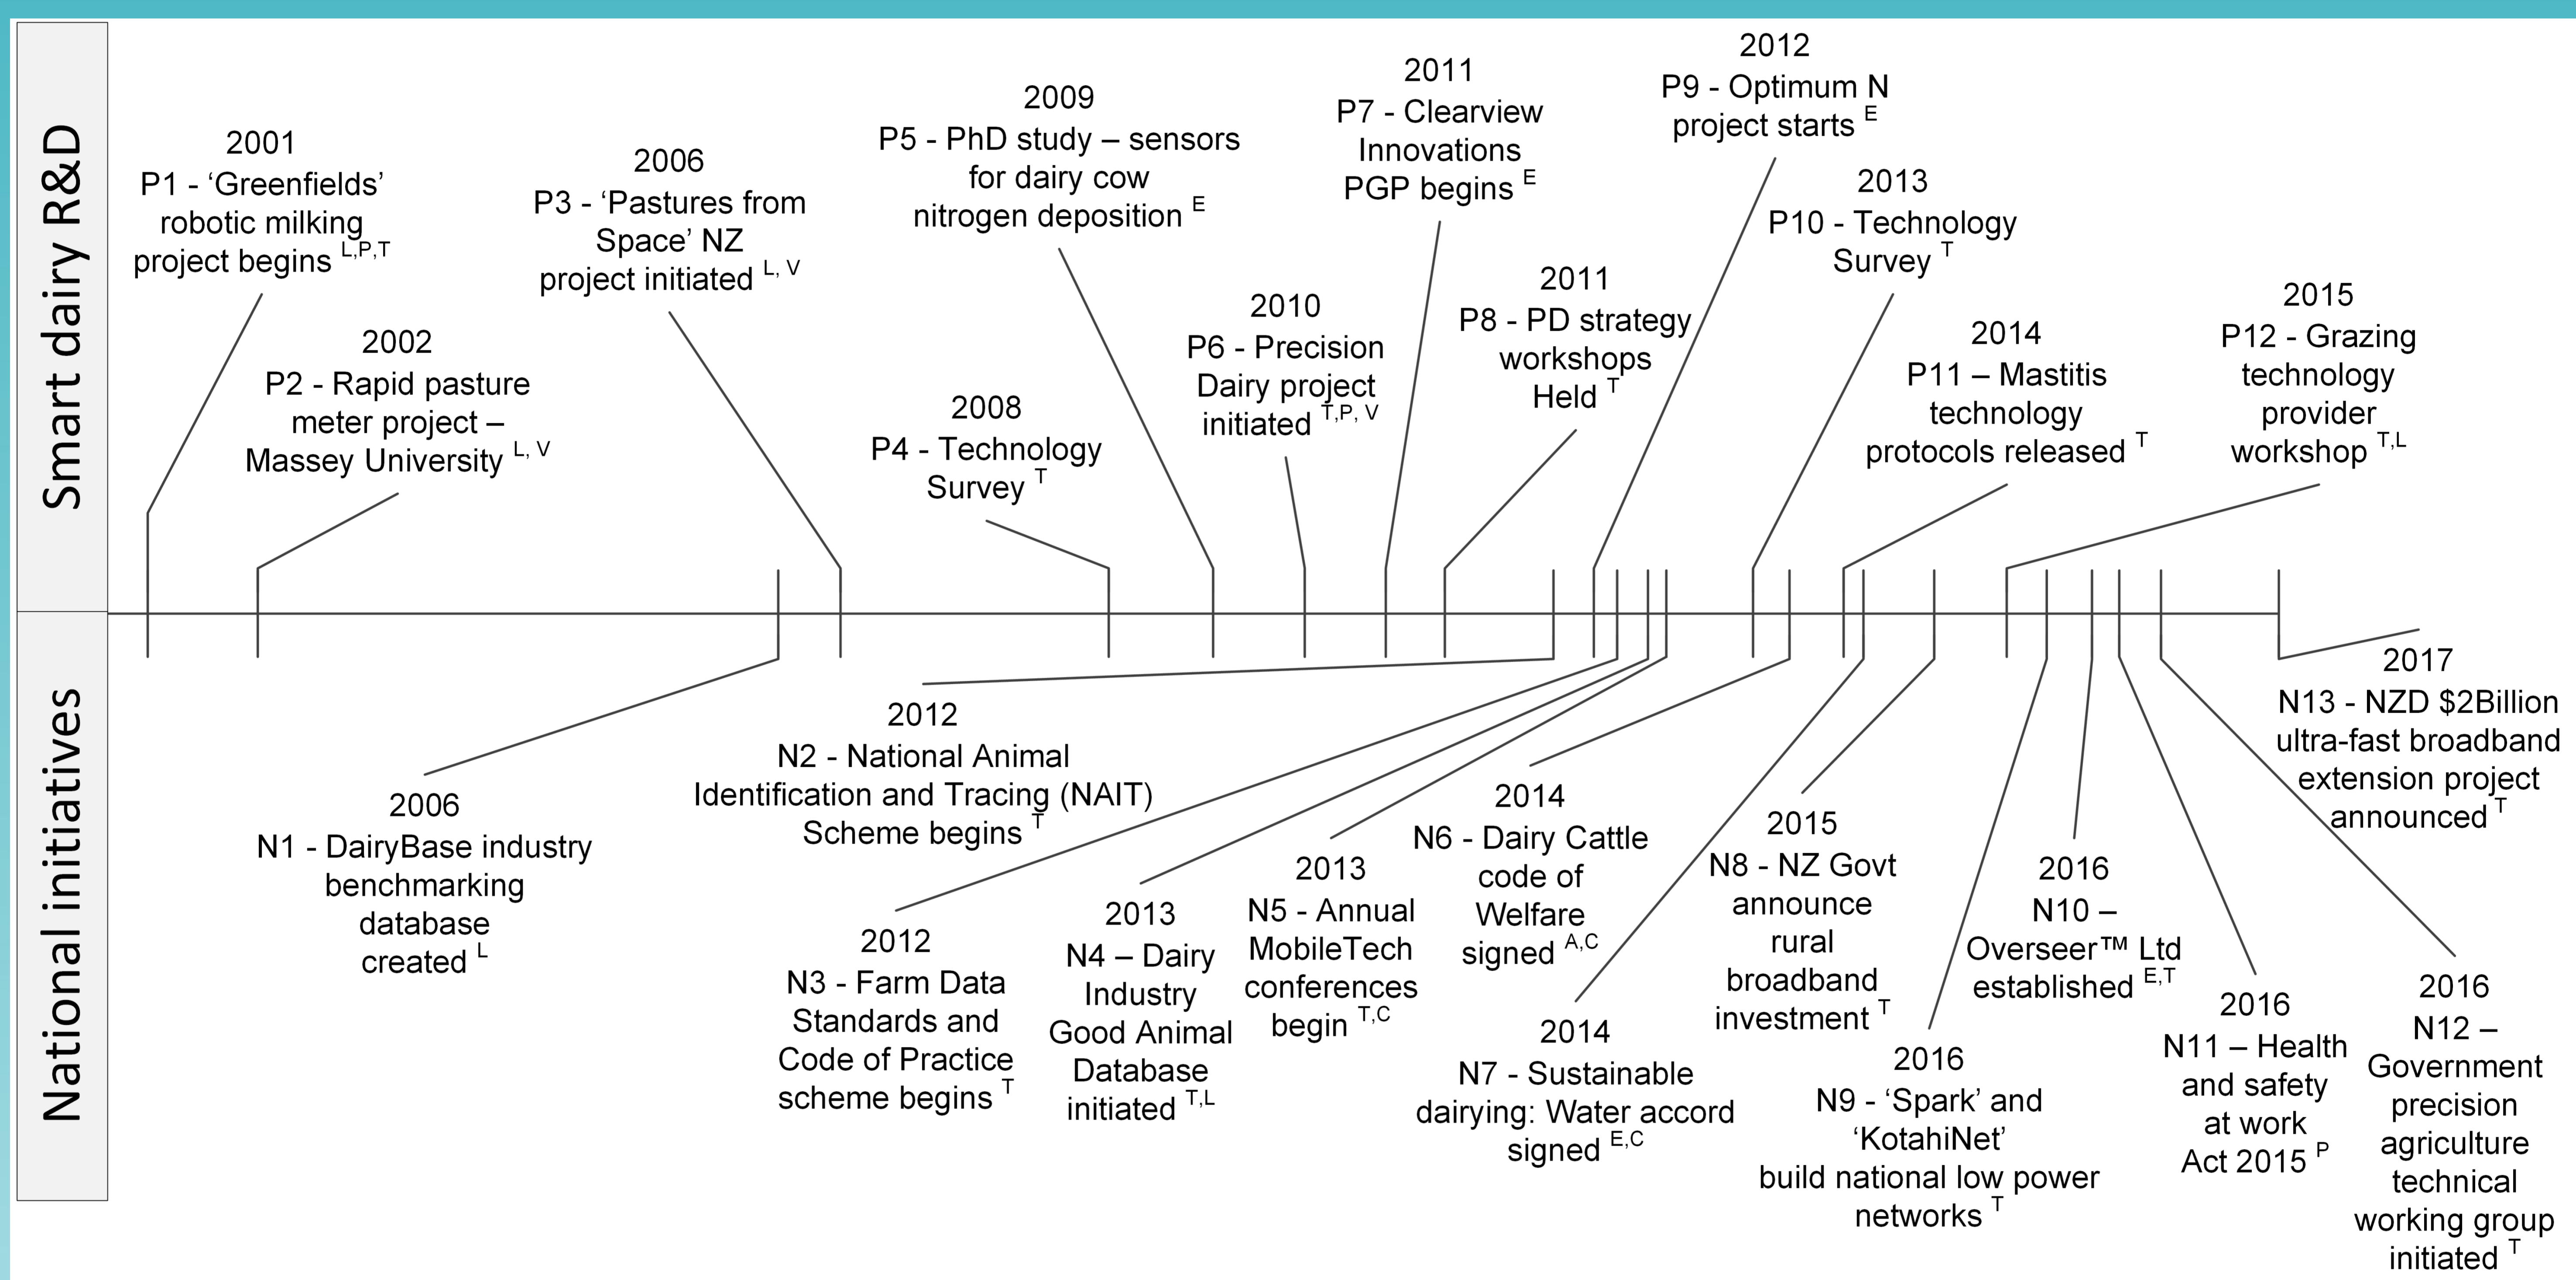 Smart dairy R&D
2001
P1 - ‘Greenfields’
robotic milking
project begins L,P,T
2002
P2 - Rapid pasture
meter project –
Massey University L, V
2006
P3 - ‘Pastures from
Space’ NZ
project initiated L, V
2008
P4 - Technology
Survey T
2009
P5 - PhD study – sensors
for dairy cow
nitrogen deposition E
2010
P6 - Precision
Dairy project
initiated T,P, V
2011
P7 - Clearview
Innovations
PGP begins E
2011
P8 - PD strategy
workshops
Held T
2012
P9 - Optimum N
project starts E
2013
P10 - Technology
Survey T
2014
P11 – Mastitis
technology
protocols released T
2015
P12 - Grazing
technology
provider
workshop T,L
National initiatives
2006
N1 - DairyBase industry
benchmarking
database
created L
2012
N2 - National Animal
Identification and Tracing (NAIT)
Scheme begins T
2012
N3 - Farm Data
Standards and
Code of Practice
scheme begins T
2013
N4 – Dairy
Industry
Good Animal
Database
initiated T,L
2013
N5 - Annual
MobileTech
conferences
begin T,C
2014
N6 - Dairy Cattle
code of
Welfare
signed A,C
2014
N7 - Sustainable
dairying: Water accord
signed E,C
2015
N8 - NZ Govt
announce
rural
broadband
investment T
2016
N9 - ‘Spark’ and
‘KotahiNet’
build national low power
networks T
2016
N10 –
Overseer™ Ltd
established E,T
2016
N11 – Health
and safety
at work
Act 2015 P
2016
N12 –
Government
precision
agriculture
technical
working group
initiated T
2017
N13 - NZD $2Billion
ultra-fast broadband
extension project
announced T